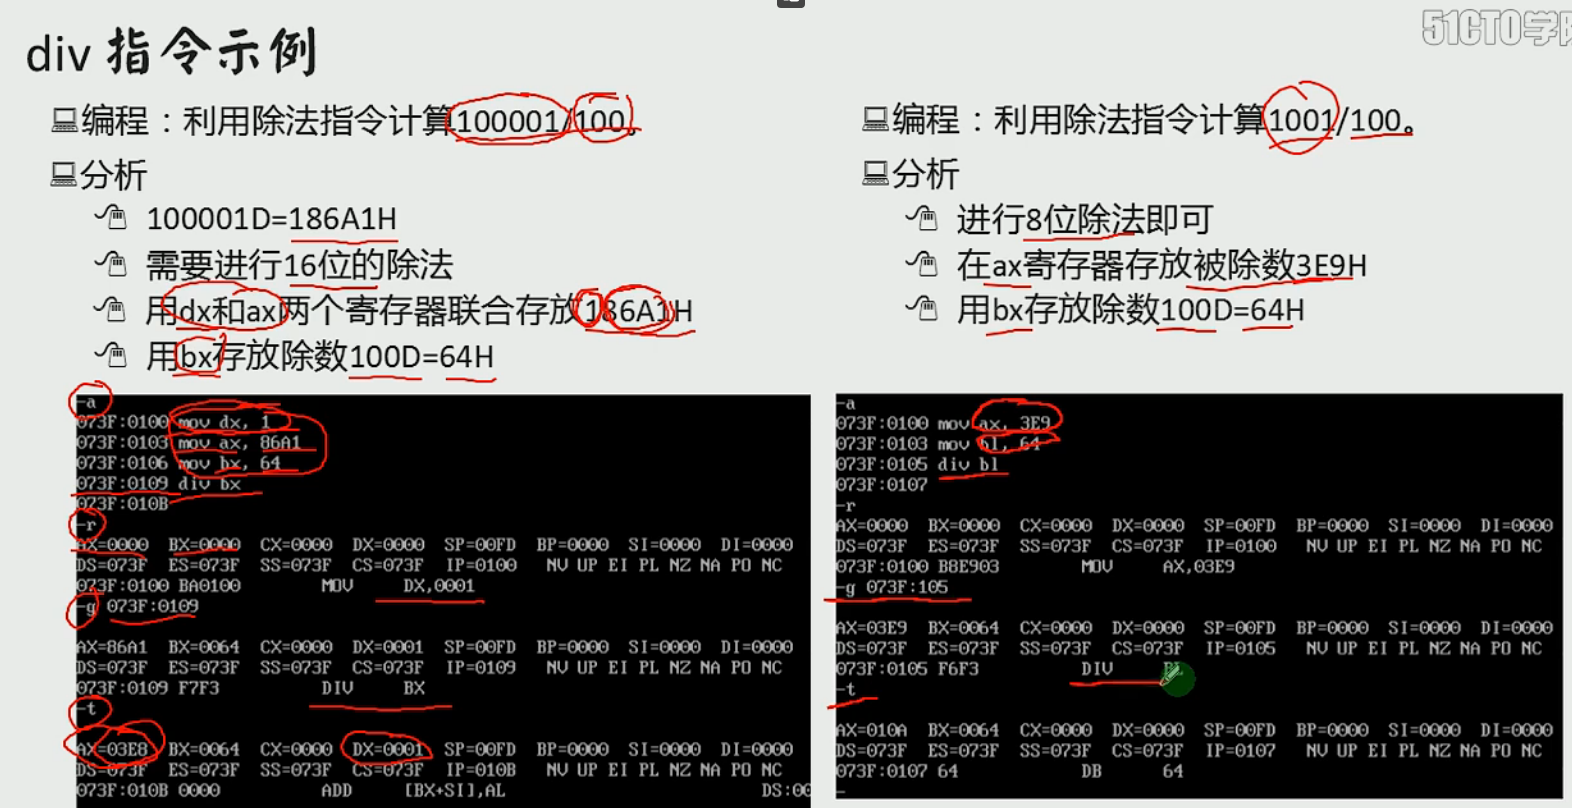 51CTO学院
div 指令示例
编程：利用除法指令计算100001/100。
分析
100001D=186A1H
需要进行16位的除法
用dx和ax两个寄存器联合存放186A1H
用bx存放除数100D=64H
-a
073F:0100 mov dx, 1
073F:0103 mov ax, 86A1
073F:0106 mov bx, 64
073F:0109 div bx
073F:010B
-r
AX=0000 BX=0000 CX=0000 DX=0000 SP=00FD BP=0000 SI=0000 DI=0000
DS=073F ES=073F SS=073F CS=073F IP=0100 NV UP EI PL NZ NA PO NC
073F:0100 BA0100 MOV DX,0001
-g 073F:0109
AX=86A1 BX=0064 CX=0000 DX=0001 SP=00FD BP=0000 SI=0000 DI=0000
DS=073F ES=073F SS=073F CS=073F IP=0109 NV UP EI PL NZ NA PO NC
073F:0109 F7F3 DIV BX
-t
AX=03E8 BX=0064 CX=0000 DX=0001 SP=00FD BP=0000 SI=0000 DI=0000
DS=073F ES=073F SS=073F CS=073F IP=010B NV UP EI PL NZ NA PO NC
073F:010B 0000 ADD [BX+SI],AL DS:00
编程：利用除法指令计算1001/100。
分析
进行8位除法即可
在ax寄存器存放被除数3E9H
用bx存放除数100D=64H
-a
073F:0100 mov ax, 3E9
073F:0103 mov bl, 64
073F:0105 div bl
073F:0107
-r
AX=0000 BX=0000 CX=0000 DX=0000 SP=00FD BP=0000 SI=0000 DI=0000
DS=073F ES=073F SS=073F CS=073F IP=0100 NV UP EI PL NZ NA PO NC
073F:0100 B8E903 MOV AX,03E9
-g 073F:105
AX=03E9 BX=0064 CX=0000 DX=0000 SP=00FD BP=0000 SI=0000 DI=0000
DS=073F ES=073F SS=073F CS=073F IP=0105 NV UP EI PL NZ NA PO NC
073F:0105 F6F3 DIV BL
-t
AX=010A BX=0064 CX=0000 DX=0000 SP=00FD BP=0000 SI=0000 DI=0000
DS=073F ES=073F SS=073F CS=073F IP=0107 NV UP EI PL NZ NA PO NC
073F:0107 64 DB 64
-